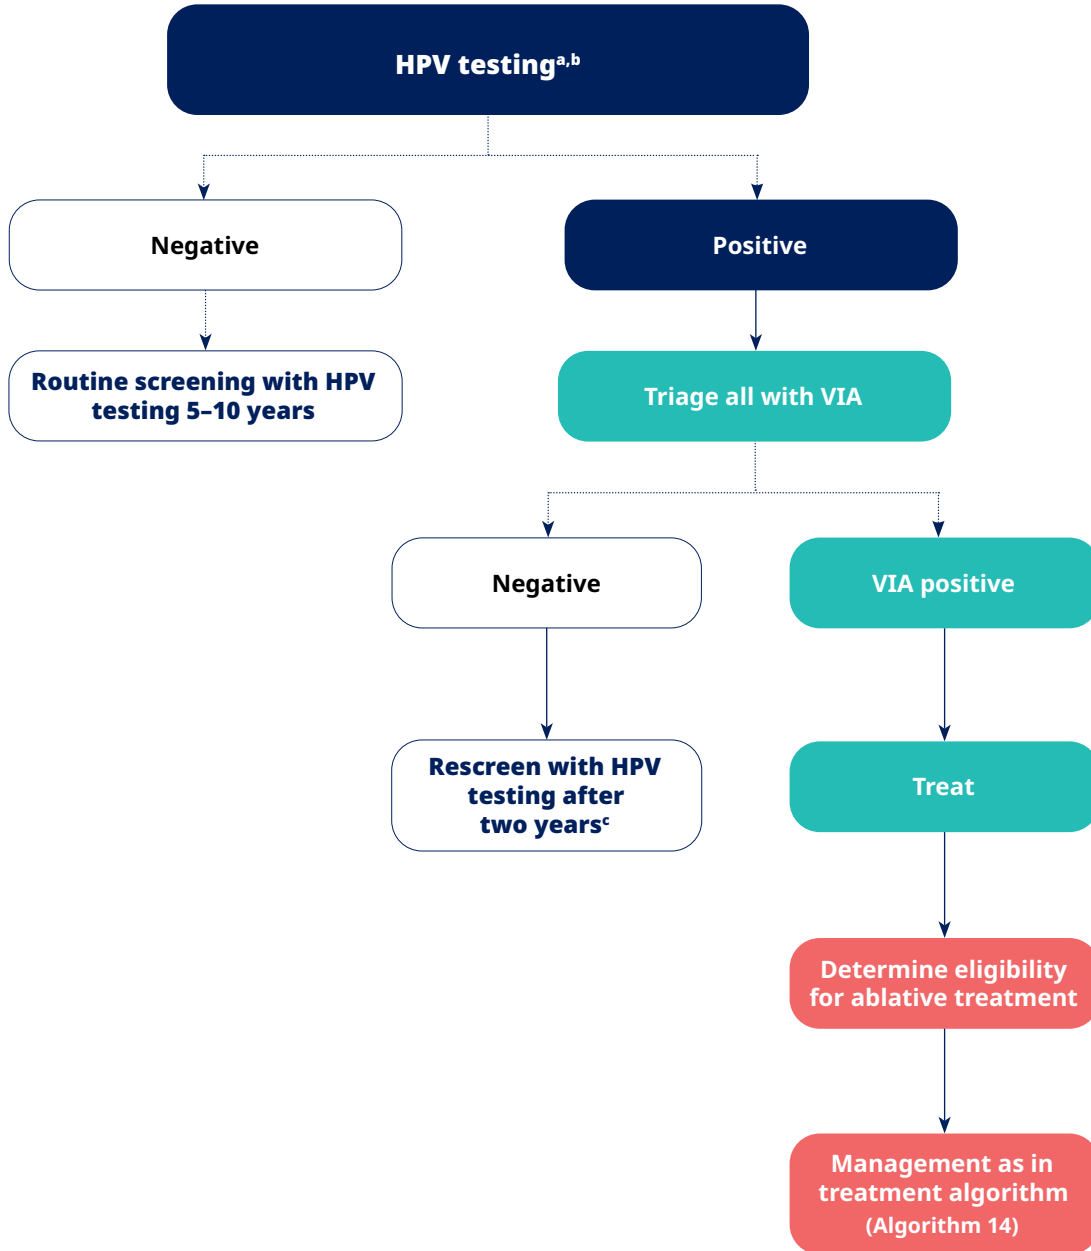 HPV testingᵃ,ᵇ
Negative
Positive
Routine screening with HPV
testing 5–10 years
Triage all with VIA
Negative
VIA positive
Rescreen with HPV
testing after
two yearsᶜ
Treat
Determine eligibility
for ablative treatment
Management as in
treatment algorithm
(Algorithm 14)